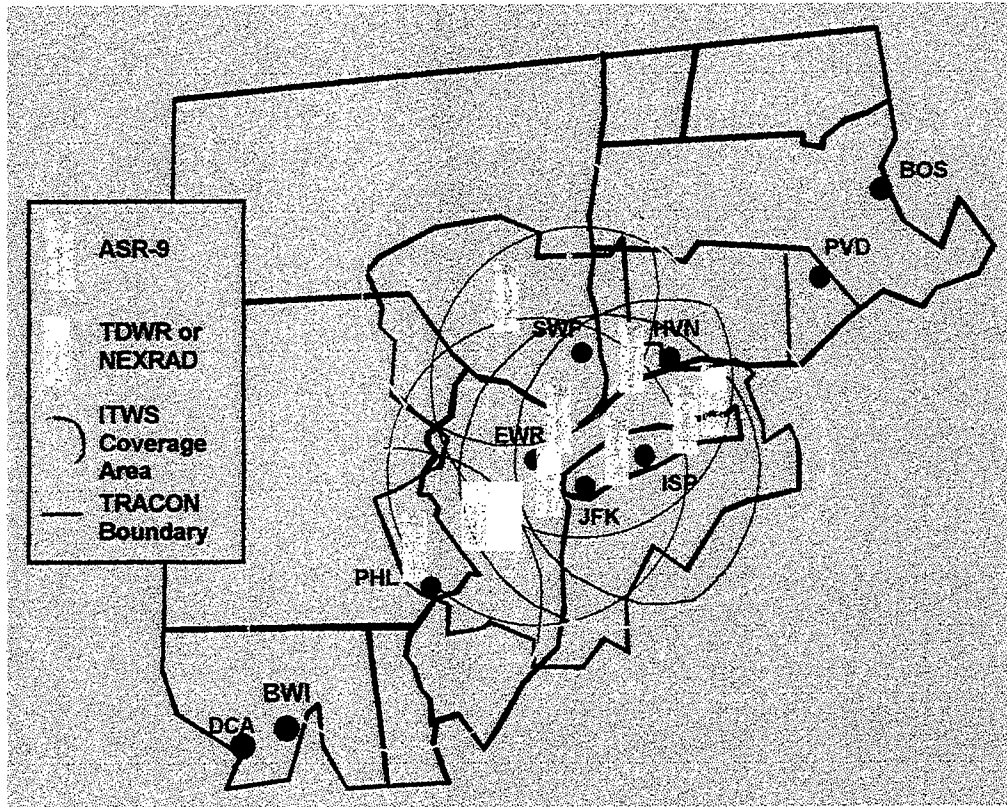 BOS
ASR-9
PVD
TDWR or
NEXRAD
SWF
HVN
ITWS
Coverage
Area
EWR
ISP
TRACON
Boundary
JFK
PHL
BWI
DCA